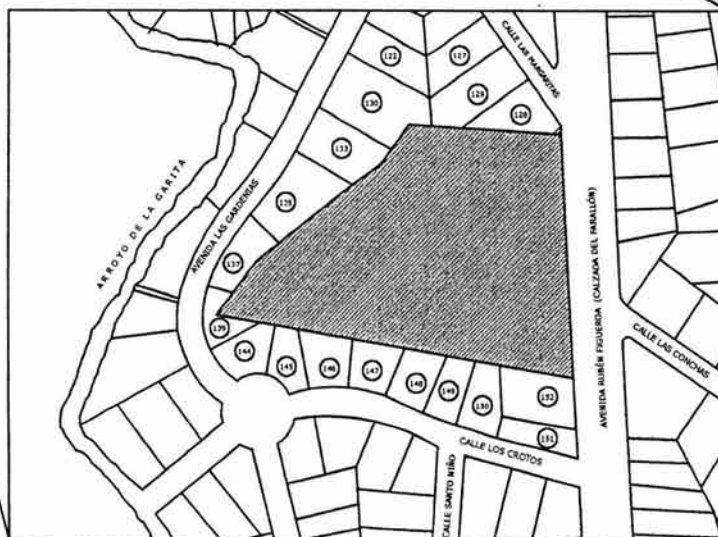 122
127
CALLE LAS MARGARITAS
130
129
128
133
135
AVENIDA LAS GARDENIAS
ARROYO DE LA GARITA
137
139
144
145
146
147
148
149
150
152
151
AVENIDA RUBÉN FIGUEROA (CALZADA DEL FARALLÓN)
CALLE LAS CONCHAS
CALLE LOS CROTOS
CALLE SANTO NIÑO